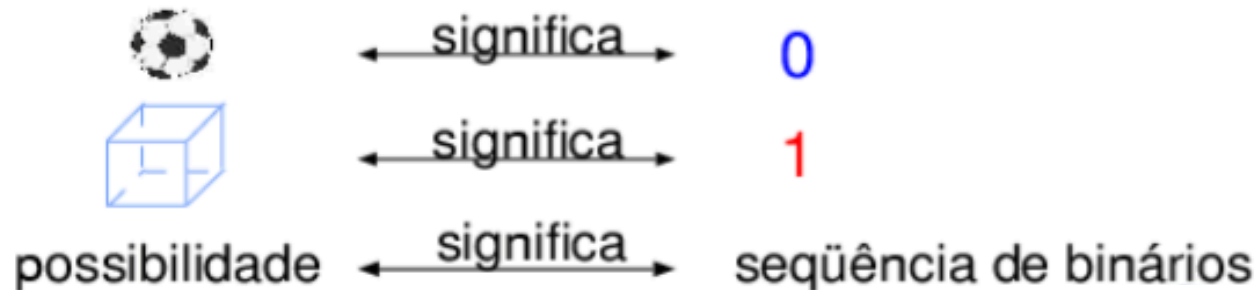 significa 0
significa 1
possibilidade significa seqüência de binários